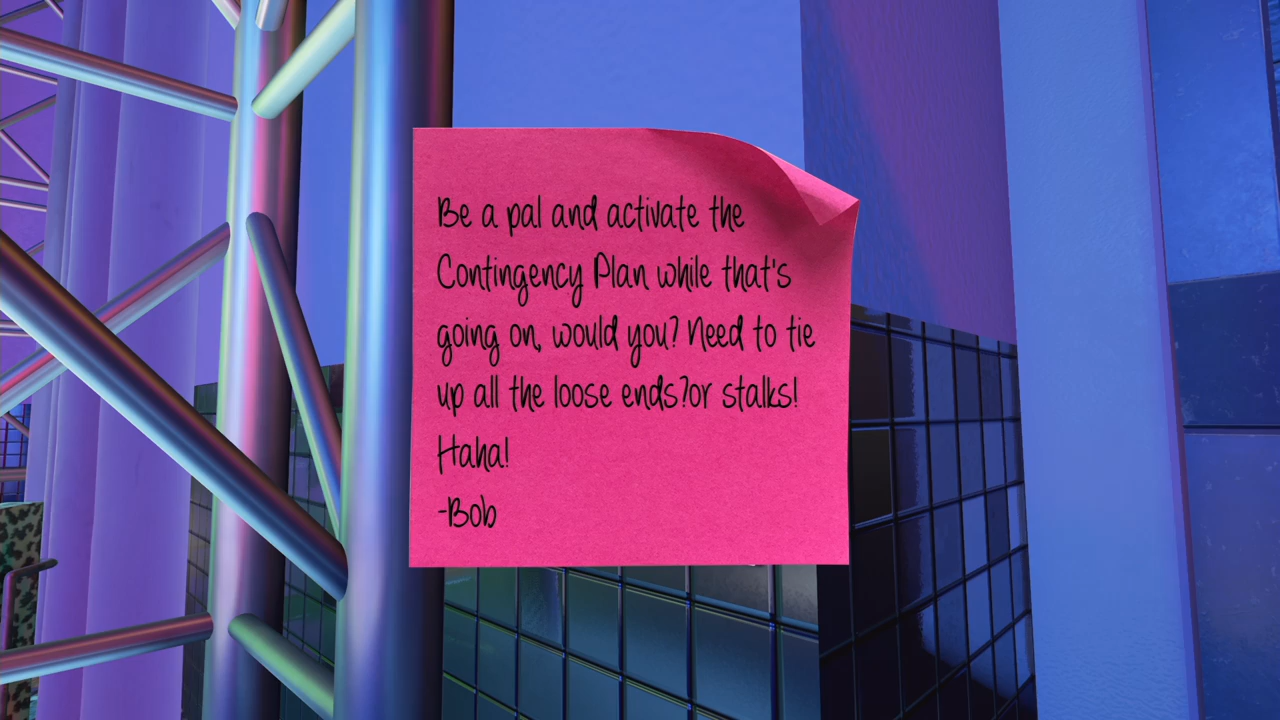 Be a pal and activate the
Contingency Plan while that's
going on, would you? Need to tie
up all the loose ends?or stalks!
Haha!
-Bob